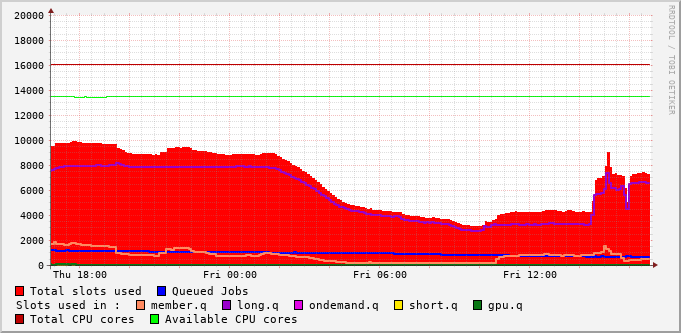 RRDTOOL / TOBI OETIKER
20000
18000
16000
14000
12000
10000
8000
6000
4000
2000
0
Thu 18:00 Fri 00:00 Fri 06:00 Fri 12:00
Total slots used Queued Jobs
Slots used in : member.q long.q ondemand.q short.q gpu.q
Total CPU cores Available CPU cores